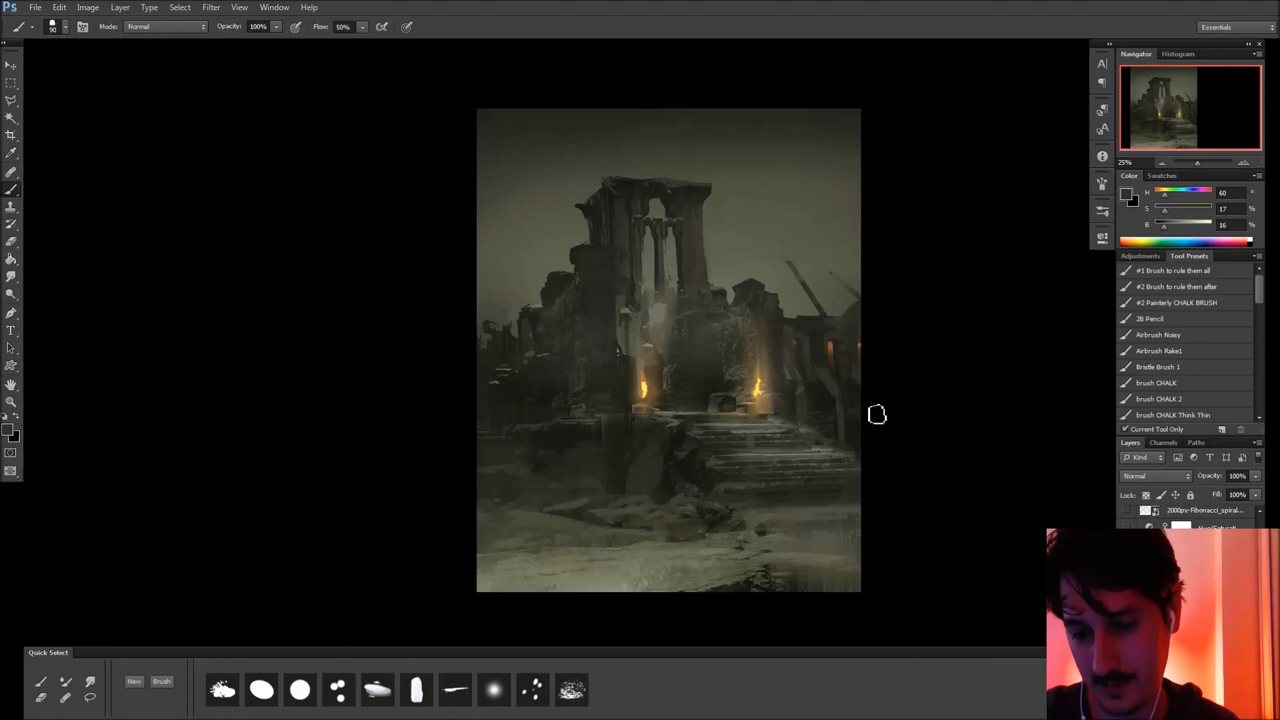 Ps File Edit Image Layer Type Select Filter View Window Help
90 Mode: Normal Opacity: 100% Flow: 50% Essentials
Navigator Histogram
25%
Color Swatches
H 60 °
S 17 %
B 16 %
Adjustments Tool Presets
#1 Brush to rule them all
#2 Brush to rule them after
#2 Painterly CHALK BRUSH
2B Pencil
Airbrush Noisy
Airbrush Rake1
Bristle Brush 1
brush CHALK
brush CHALK 2
brush CHALK Think Thin
Current Tool Only
Layers Channels Paths
Kind
Normal Opacity: 100%
Lock: Fill: 100%
2000px-Fibonacci_spiral...
Quick Select
New Brush